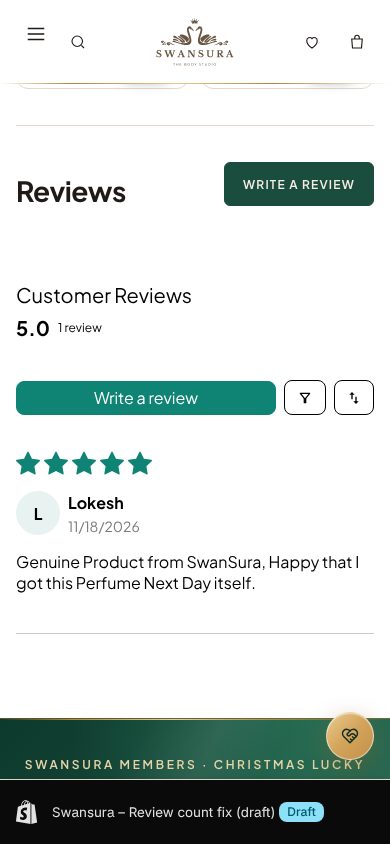 SWANSURA
THE BODY STUDIO
Reviews
WRITE A REVIEW
Customer Reviews
5.0 1 review
Write a review
L
Lokesh
11/18/2026
Genuine Product from SwanSura, Happy that I
got this Perfume Next Day itself.
SWANSURA MEMBERS · CHRISTMAS LUCKY
Swansura – Review count fix (draft) Draft